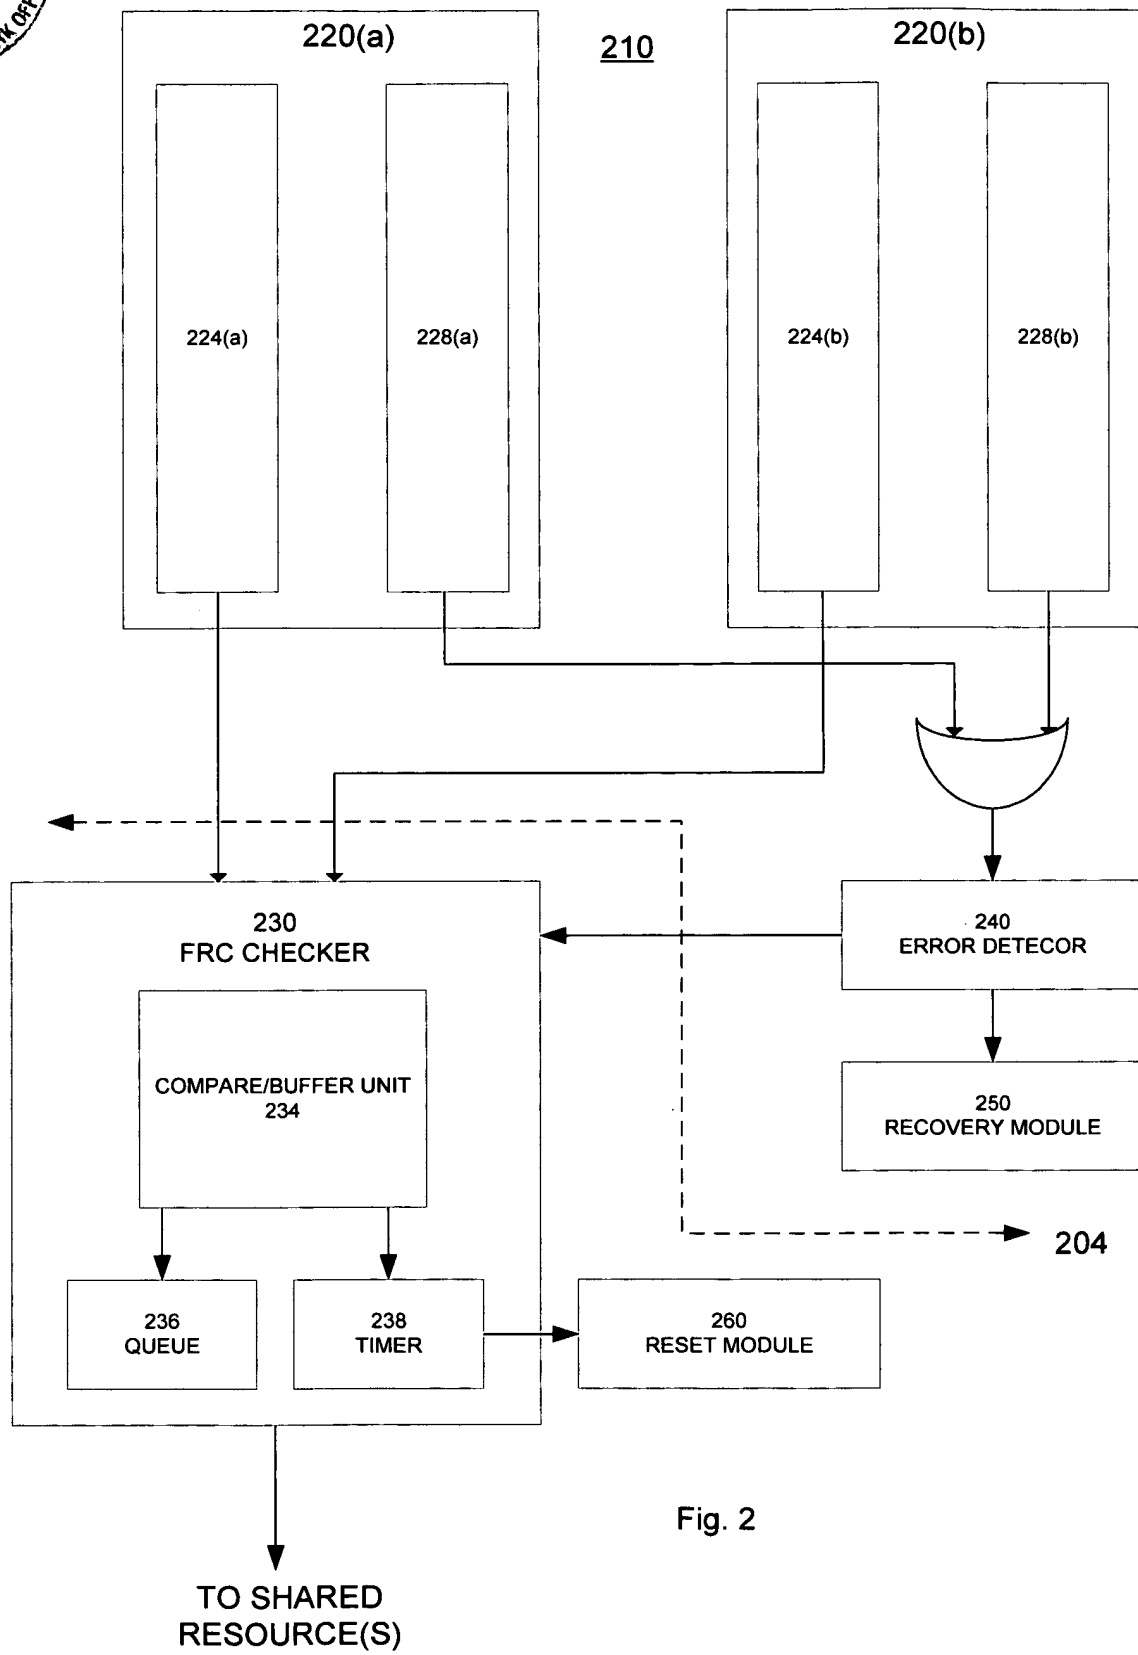 220(a)
210
220(b)
224(a)
228(a)
224(b)
228(b)
230
FRC CHECKER
240
ERROR DETECOR
COMPARE/BUFFER UNIT
234
250
RECOVERY MODULE
204
236
QUEUE
238
TIMER
260
RESET MODULE
Fig. 2
TO SHARED
RESOURCE(S)